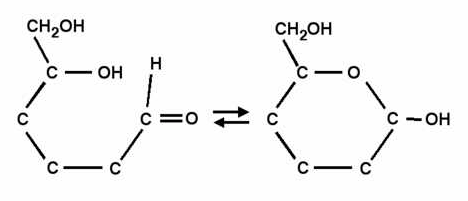 CH₂OH
CH₂OH
H
C — OH
C — O
C
C=O
C
C – OH
C — C
C — C